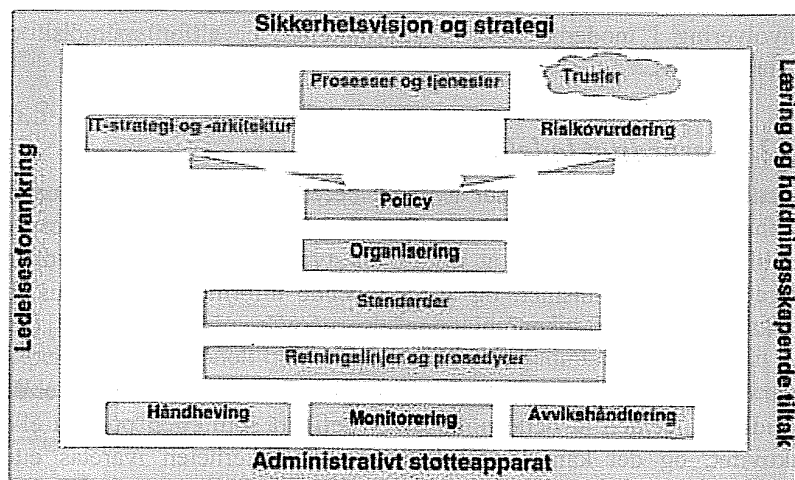 Sikkerhetsvisjon og strategi
Prosesser og tjenester
Trusler
IT-strategi og -arkitektur
Risikovurdering
Policy
Organisering
Standarder
Retningslinjer og prosedyrer
Håndheving
Monitorering
Avvikshåndtering
Ledelsesforankring
Læring og holdningsskapende tiltak
Administrativt støtteapparat